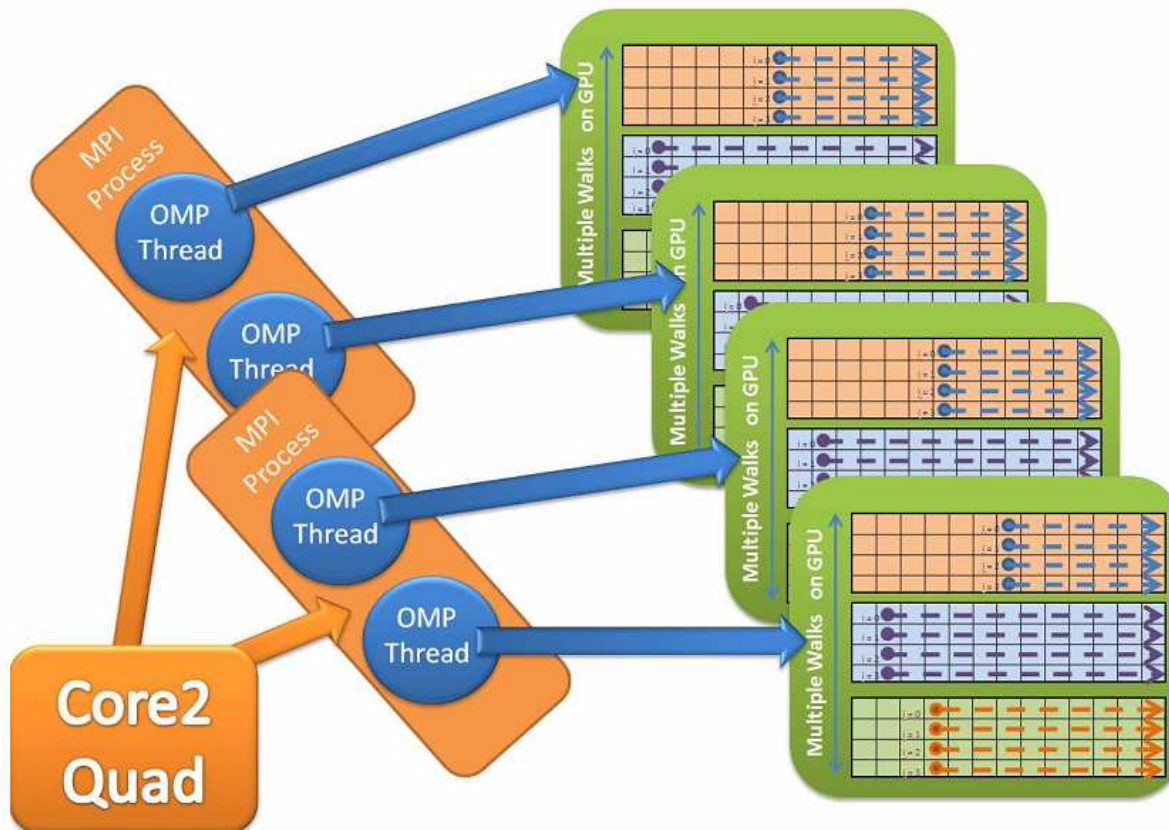 MPI
Process
OMP
Thread
OMP
Thread
MPI
Process
OMP
Thread
OMP
Thread
Core2
Quad
Multiple Walks on GPU
Multiple Walks on GPU
Multiple Walks on GPU
Multiple Walks on GPU